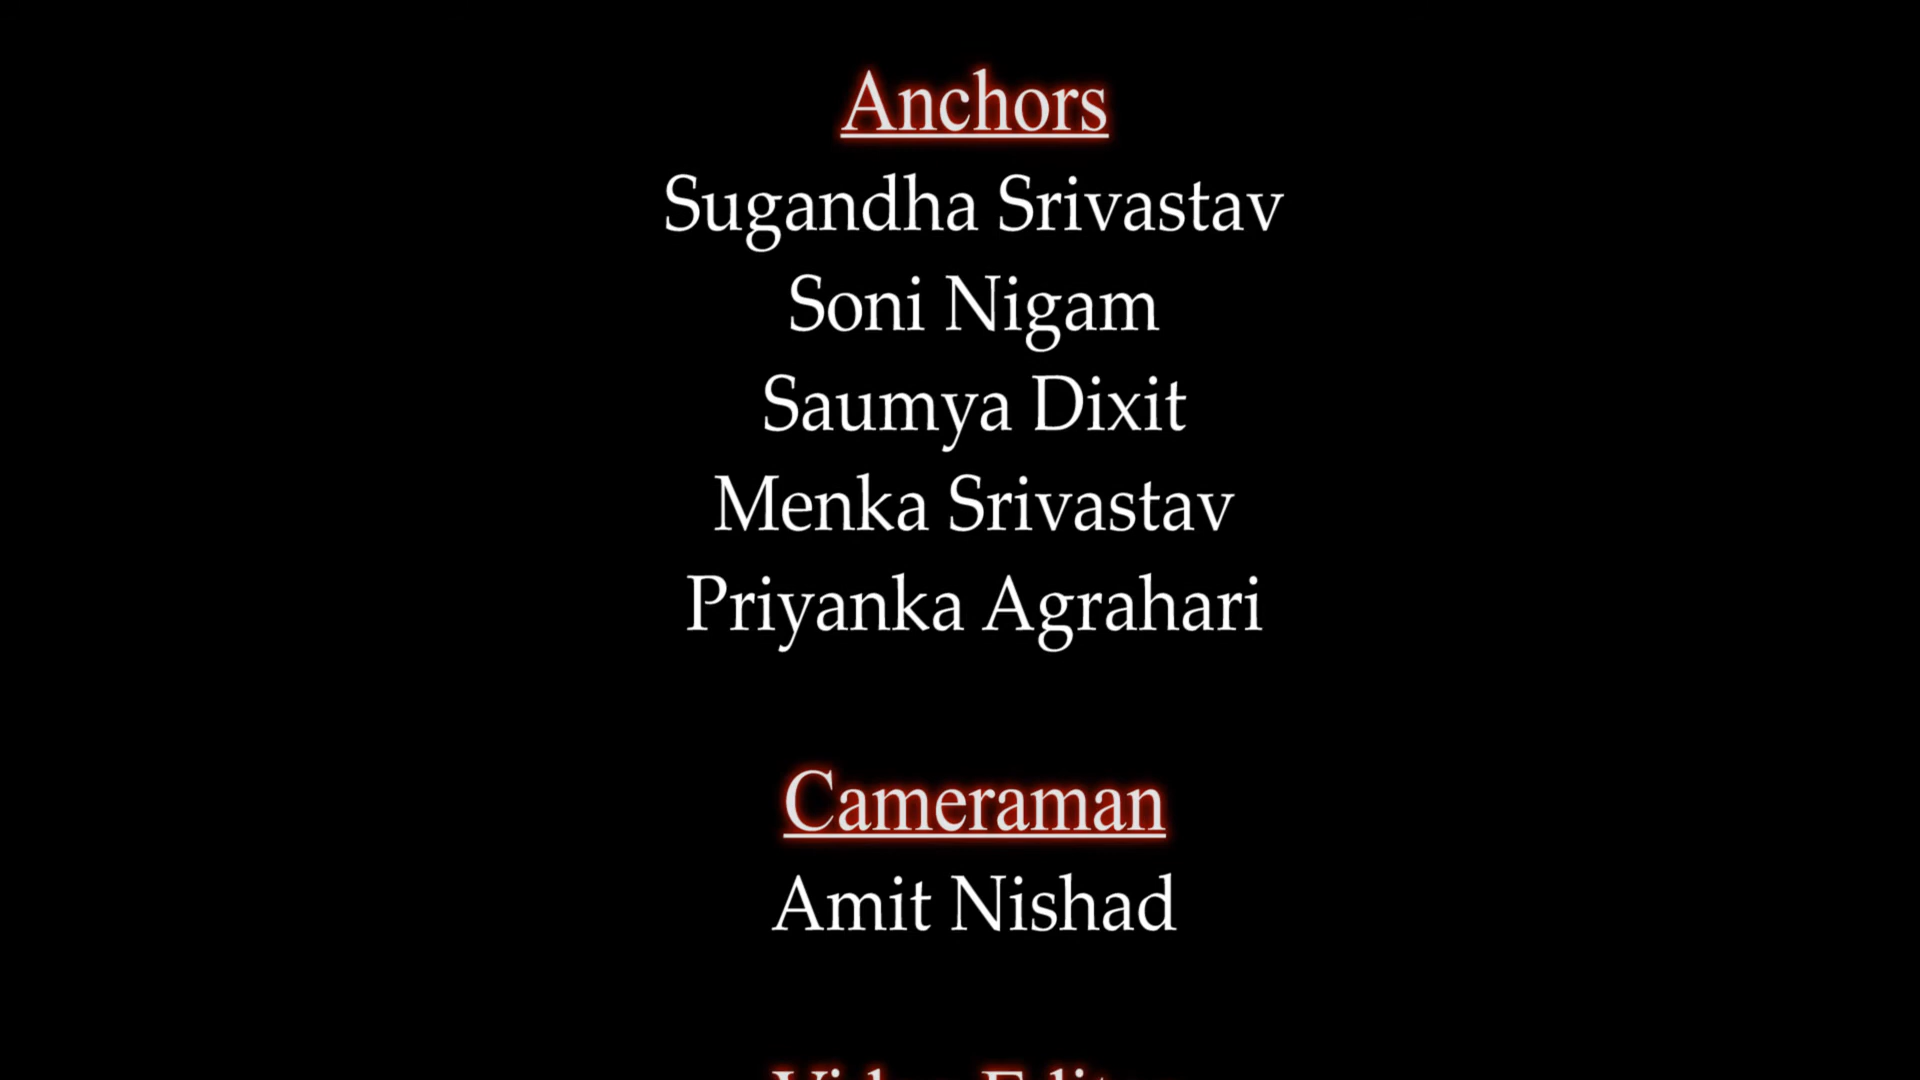 Anchors
Sugandha Srivastav
Soni Nigam
Saumya Dixit
Menka Srivastav
Priyanka Agrahari
Cameraman
Amit Nishad